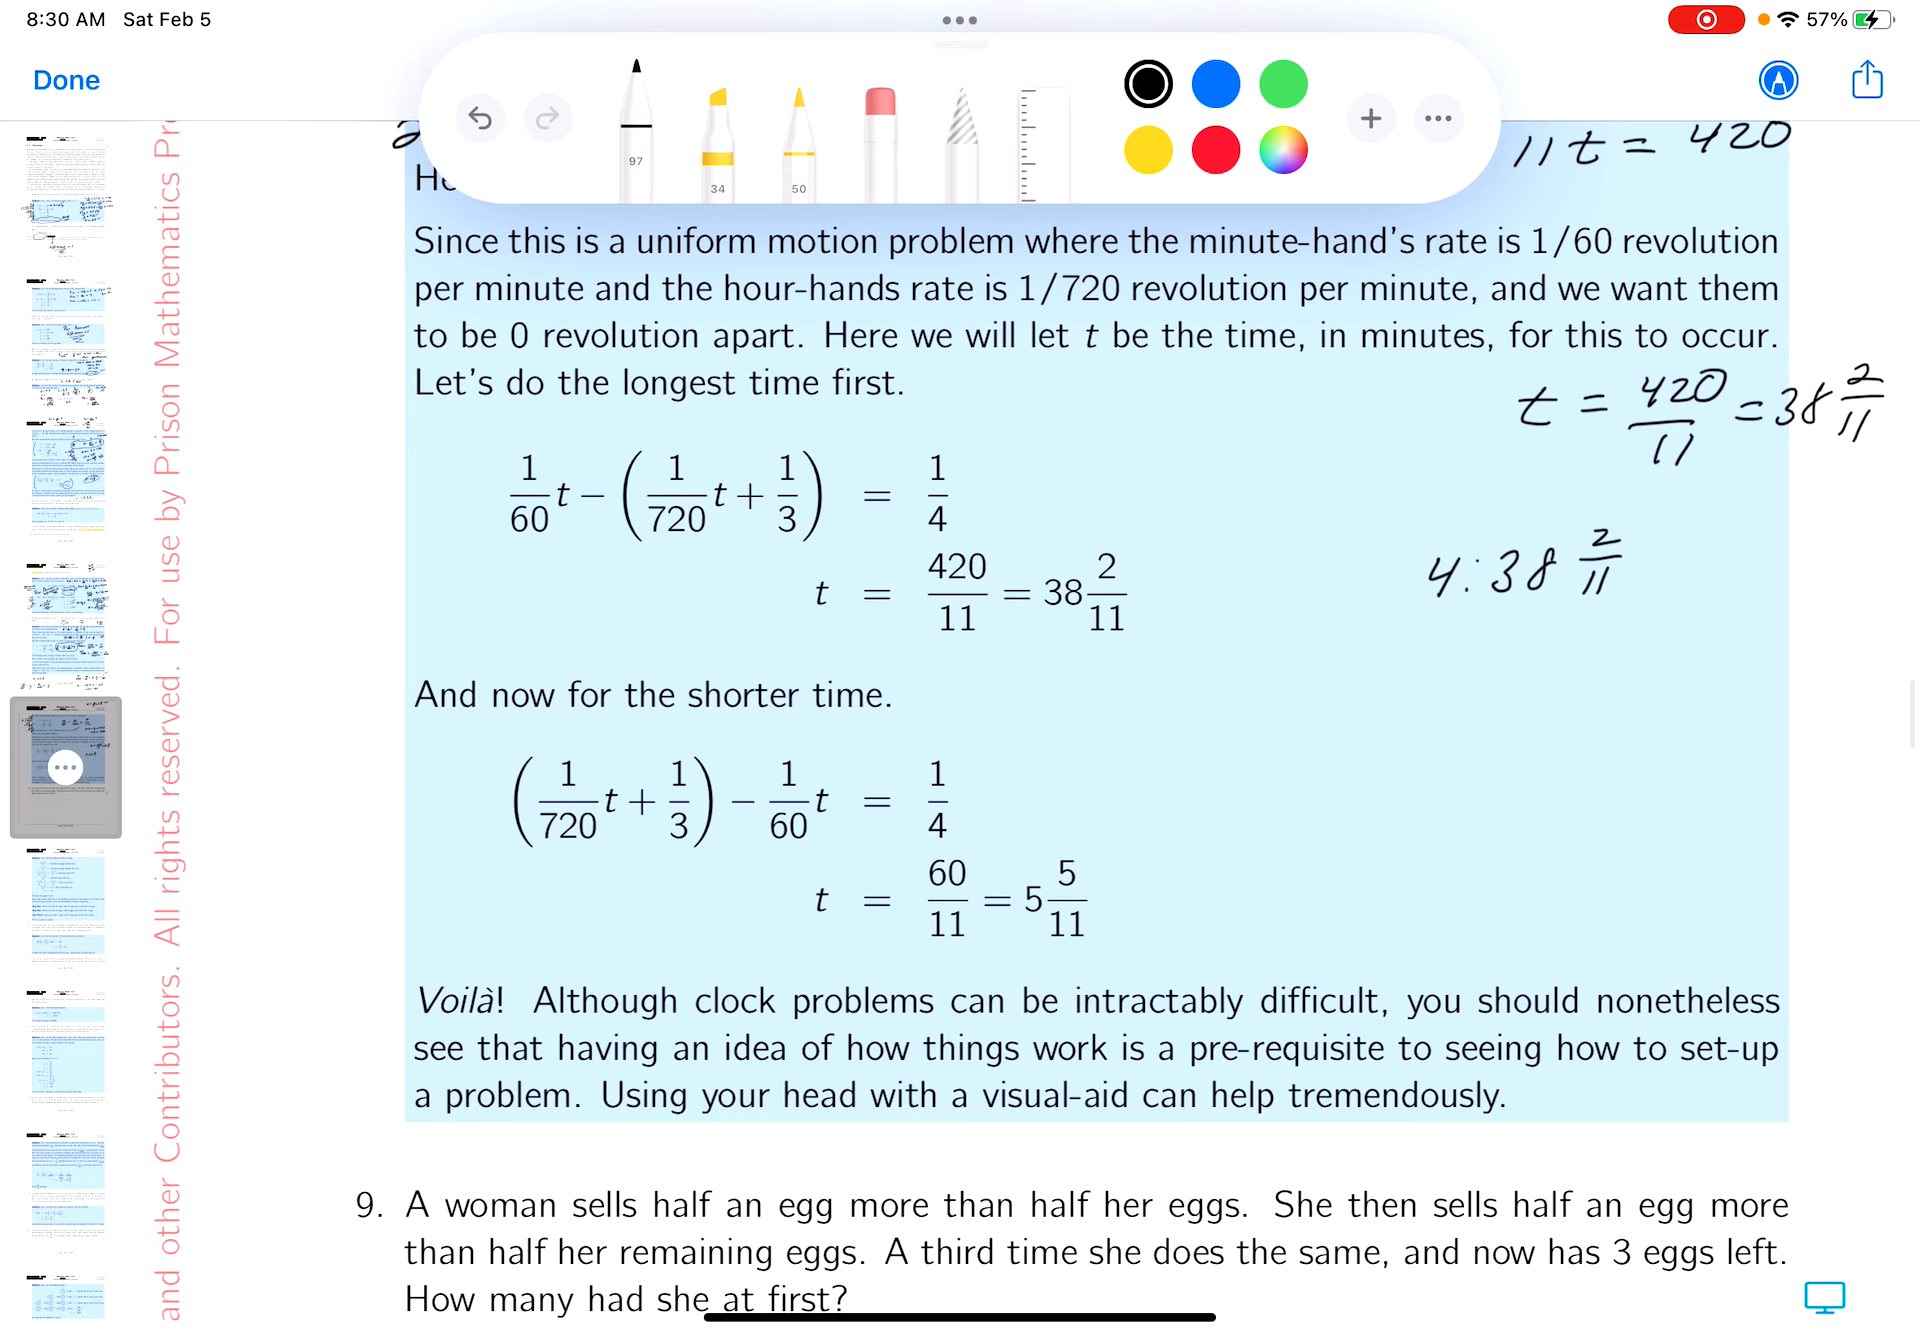 8:30 AM Sat Feb 5
57%
Done
97
34
50
11t = 420
Since this is a uniform motion problem where the minute-hand's rate is 1/60 revolution
per minute and the hour-hands rate is 1/720 revolution per minute, and we want them
to be 0 revolution apart. Here we will let t be the time, in minutes, for this to occur.
Let's do the longest time first.
t = 420/11 = 38 2/11
1/60 t − (1/720 t + 1/3) = 1/4
t = 420/11 = 38 2/11
4:38 2/11
And now for the shorter time.
(1/720 t + 1/3) − 1/60 t = 1/4
t = 60/11 = 5 5/11
Voilà! Although clock problems can be intractably difficult, you should nonetheless
see that having an idea of how things work is a pre-requisite to seeing how to set-up
a problem. Using your head with a visual-aid can help tremendously.
9. A woman sells half an egg more than half her eggs. She then sells half an egg more
than half her remaining eggs. A third time she does the same, and now has 3 eggs left.
How many had she at first?
and other Contributors. All rights reserved. For use by Prison Mathematics